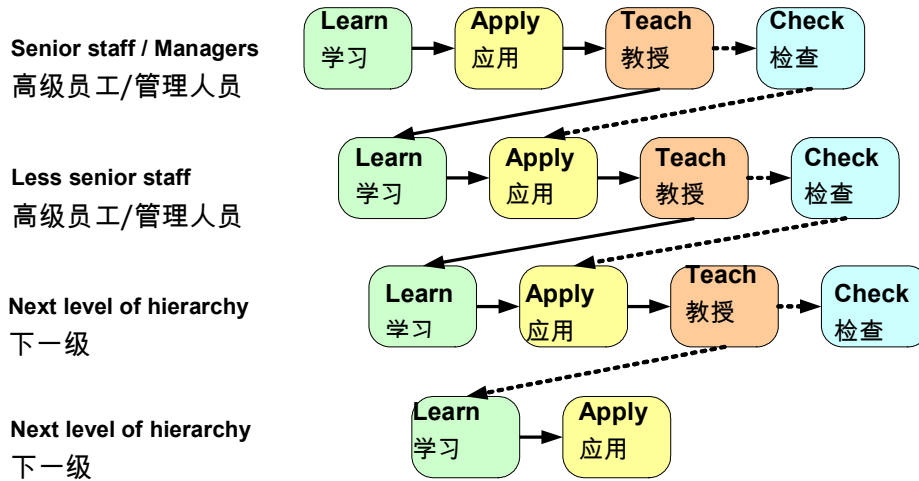 Senior staff / Managers
高级员工/管理人员
Learn
学习
Apply
应用
Teach
教授
Check
检查
Less senior staff
高级员工/管理人员
Learn
学习
Apply
应用
Teach
教授
Check
检查
Next level of hierarchy
下一级
Learn
学习
Apply
应用
Teach
教授
Check
检查
Next level of hierarchy
下一级
Learn
学习
Apply
应用